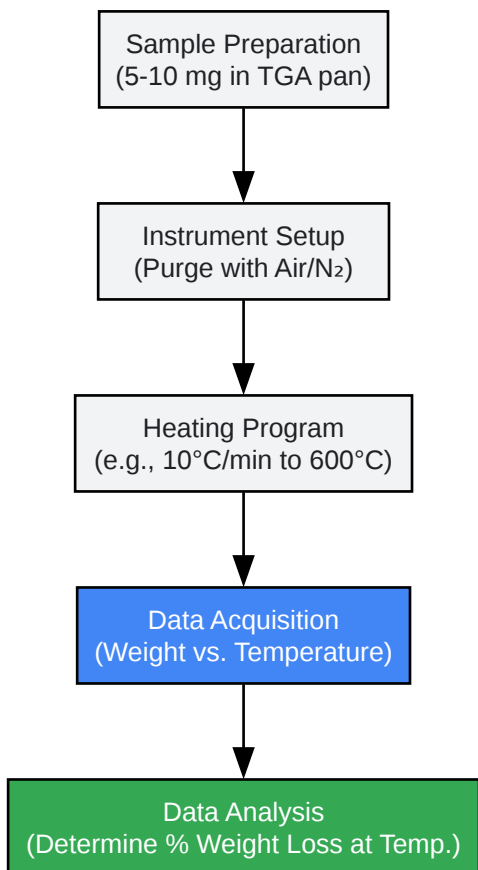 Sample Preparation
(5-10 mg in TGA pan)
Instrument Setup
(Purge with Air/N₂)
Heating Program
(e.g., 10°C/min to 600°C)
Data Acquisition
(Weight vs. Temperature)
Data Analysis
(Determine % Weight Loss at Temp.)